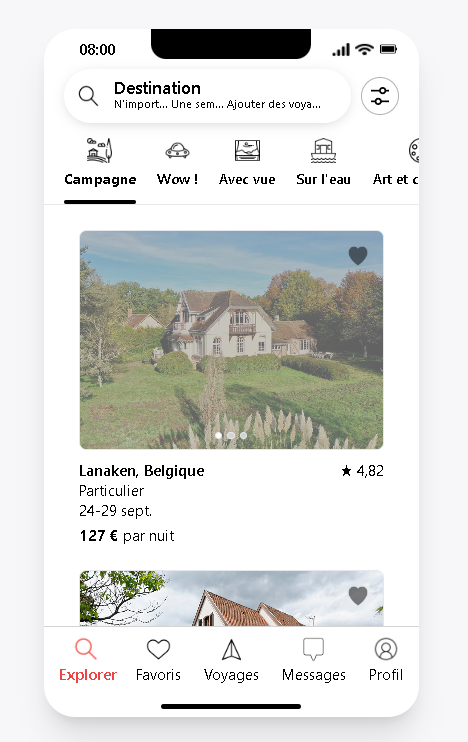 08:00
Destination
N'import... Une sem... Ajouter des voya...
Campagne
Wow !
Avec vue
Sur l'eau
Art et c
Lanaken, Belgique
★ 4,82
Particulier
24-29 sept.
127 € par nuit
Explorer
Favoris
Voyages
Messages
Profil